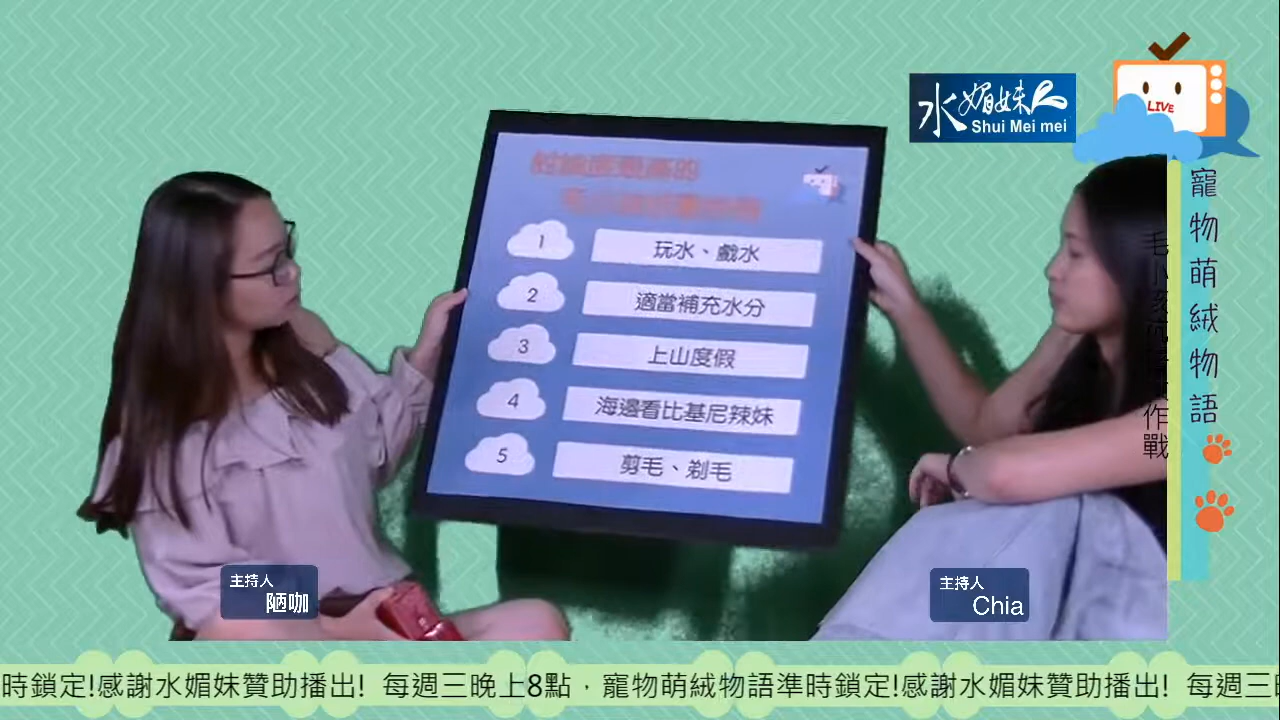 水媚妹
Shui Mei mei
LIVE
寵物萌絨物語
毛小孩
作戰
1 玩水、戲水
2 適當補充水分
3 上山度假
4 海邊看比基尼辣妹
5 剪毛、剃毛
主持人
陋咖
主持人
Chia
時鎖定!感謝水媚妹贊助播出! 每週三晚上8點，寵物萌絨物語準時鎖定!感謝水媚妹贊助播出! 每週三